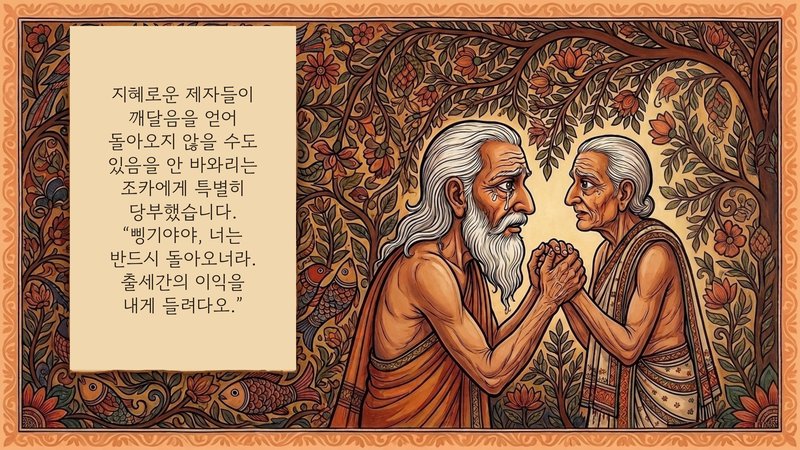 지혜로운 제자들이
깨달음을 얻어
돌아오지 않을 수도
있음을 안 바와리는
조카에게 특별히
당부했습니다.
“삥기야야, 너는
반드시 돌아오너라.
출세간의 이익을
내게 들려다오.”